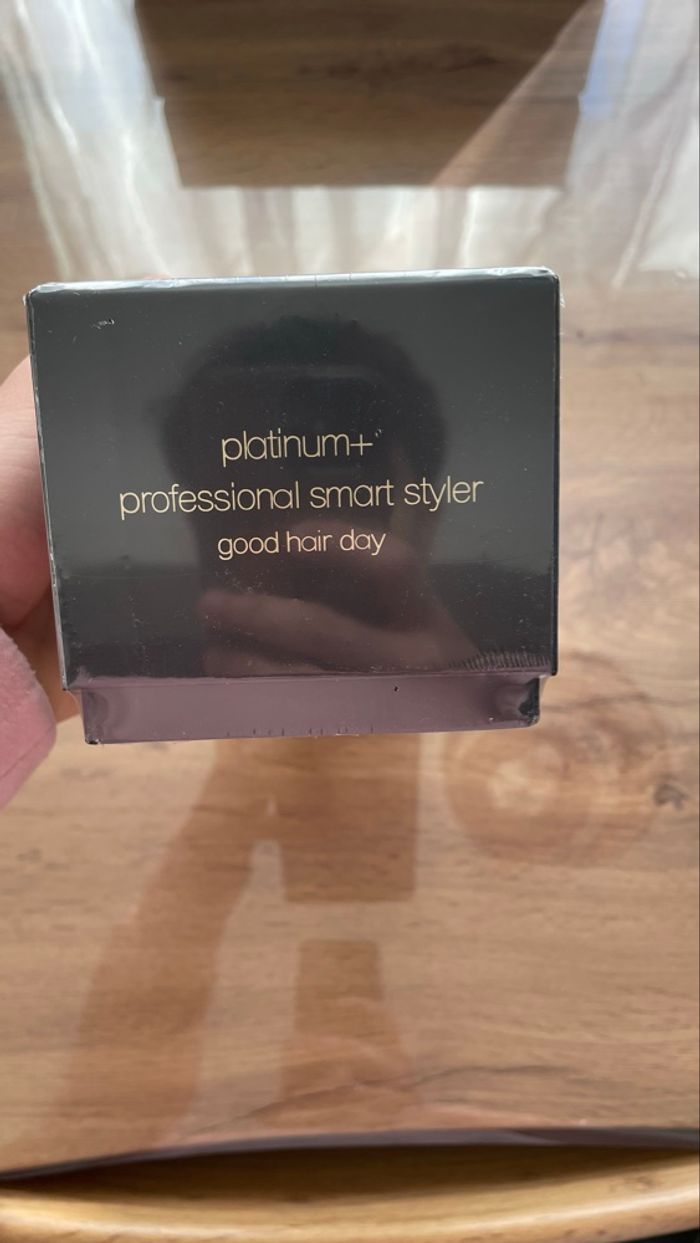 platinum+
professional smart styler
good hair day